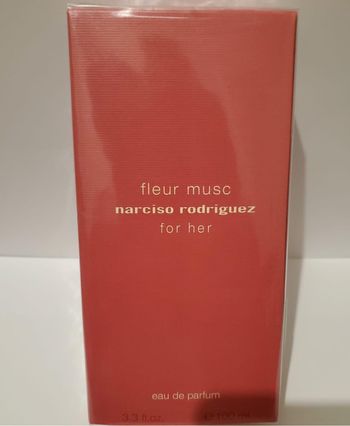 fleur musc
narciso rodriguez
for her
eau de parfum
3.3 fl.oz. ℮ 100 ml